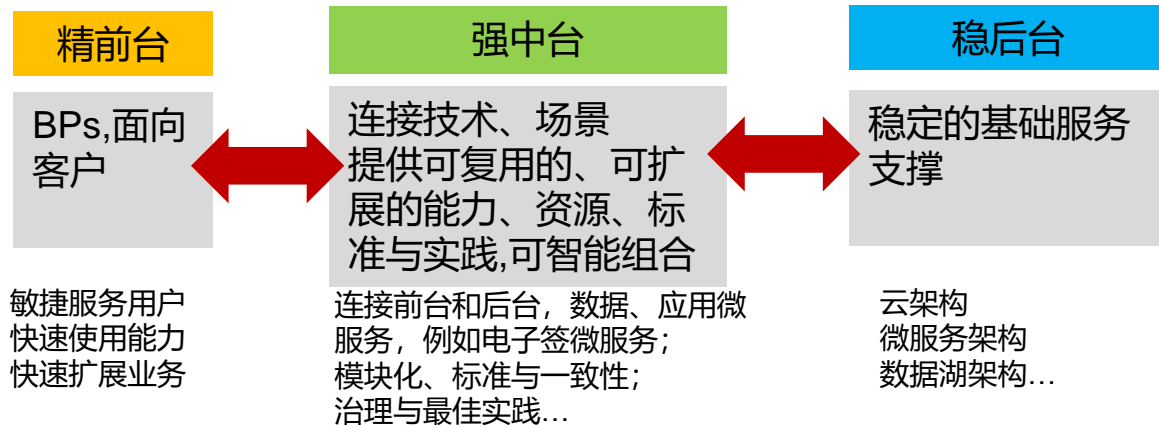 精前台
强中台
稳后台
BPs,面向
客户
连接技术、场景
提供可复用的、可扩
展的能力、资源、标
准与实践,可智能组合
稳定的基础服务
支撑
敏捷服务用户
快速使用能力
快速扩展业务
连接前台和后台，数据、应用微
服务，例如电子签微服务；
模块化、标准与一致性；
治理与最佳实践…
云架构
微服务架构
数据湖架构…